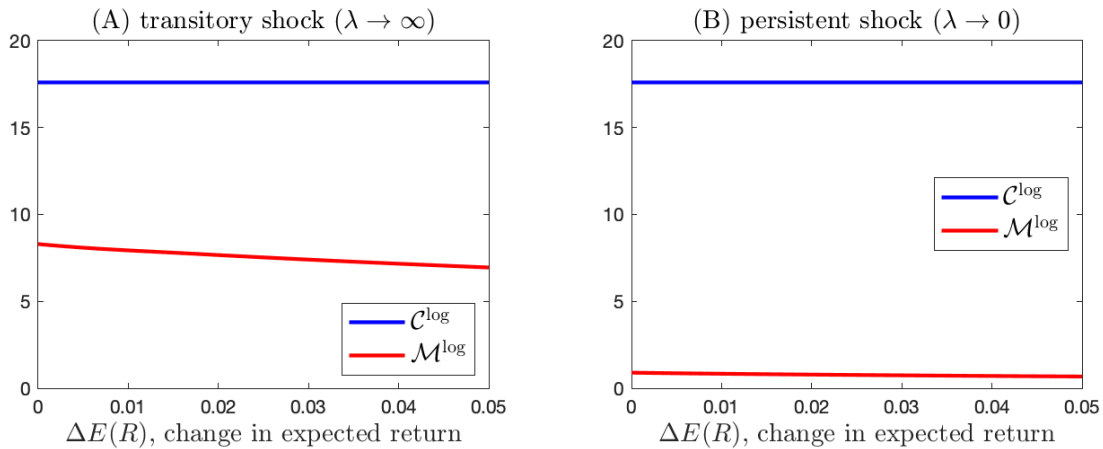 (A) transitory shock (λ → ∞)
20
15
10
5
0
𝒞^log
ℳ^log
0 0.01 0.02 0.03 0.04 0.05
ΔE(R), change in expected return
(B) persistent shock (λ → 0)
20
15
10
5
0
𝒞^log
ℳ^log
0 0.01 0.02 0.03 0.04 0.05
ΔE(R), change in expected return